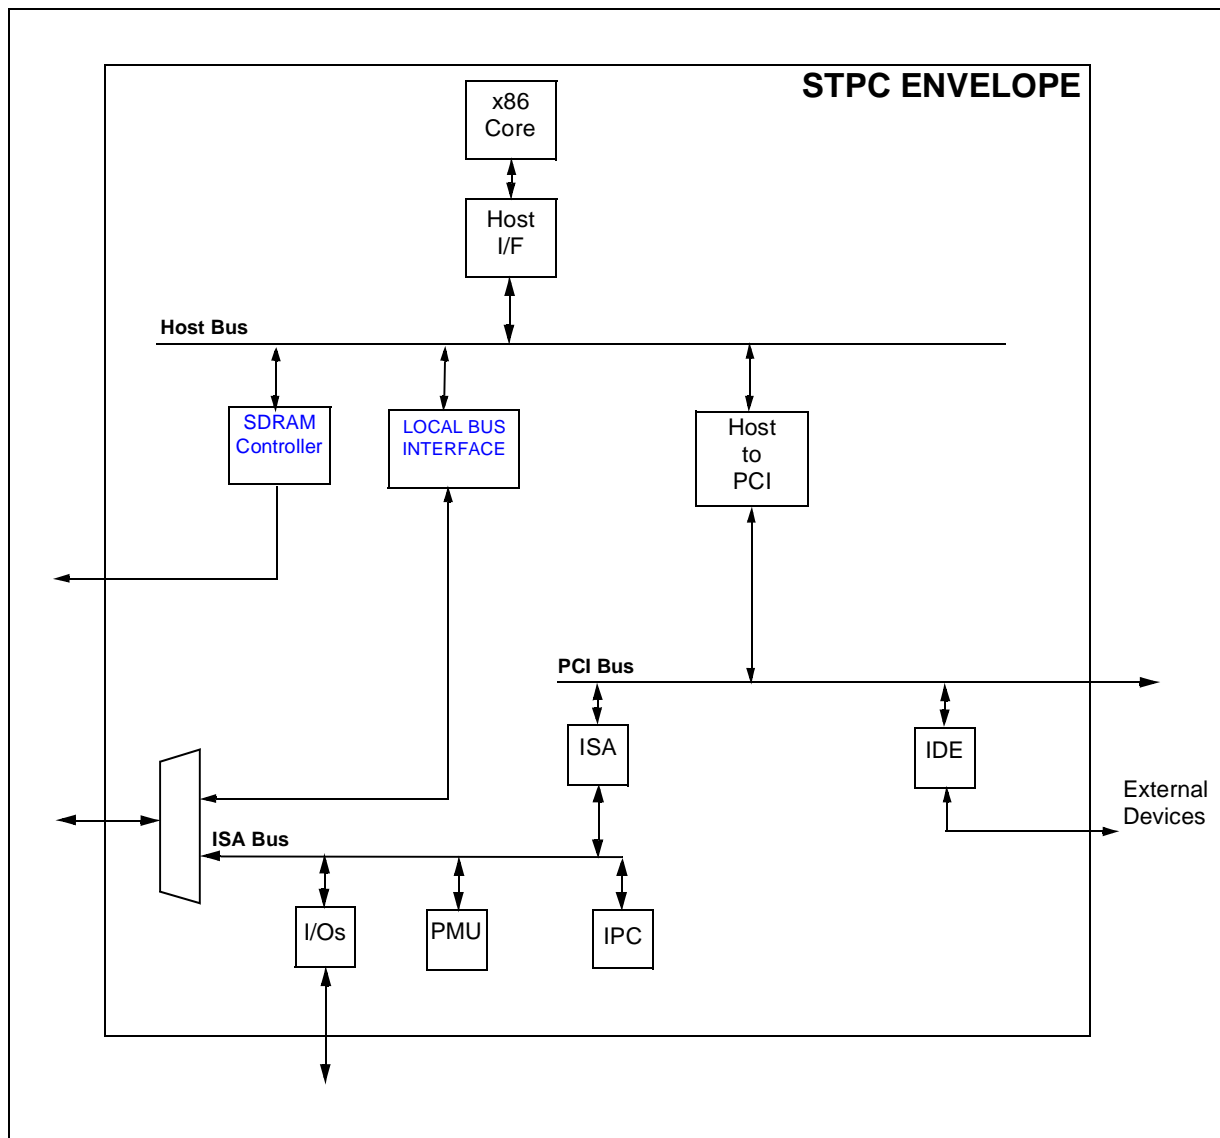 STPC ENVELOPE
x86
Core
Host
I/F
Host Bus
SDRAM
Controller
LOCAL BUS
INTERFACE
Host
to
PCI
PCI Bus
ISA
IDE
External
Devices
ISA Bus
I/Os
PMU
IPC